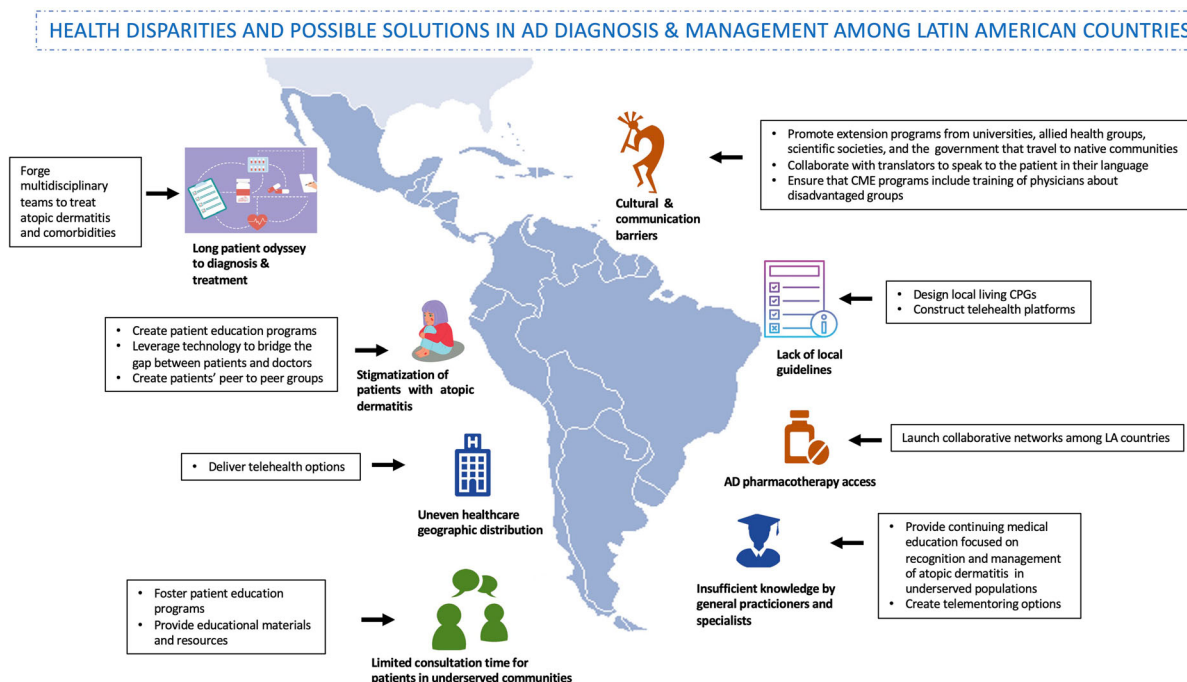 HEALTH DISPARITIES AND POSSIBLE SOLUTIONS IN AD DIAGNOSIS & MANAGEMENT AMONG LATIN AMERICAN COUNTRIES
Forge
multidisciplinary
teams to treat
atopic dermatitis
and comorbidities
Long patient odyssey
to diagnosis &
treatment
• Promote extension programs from universities, allied health groups,
scientific societies, and the government that travel to native communities
• Collaborate with translators to speak to the patient in their language
• Ensure that CME programs include training of physicians about
disadvantaged groups
Cultural &
communication
barriers
• Create patient education programs
• Leverage technology to bridge the
gap between patients and doctors
• Create patients' peer to peer groups
Stigmatization of
patients with atopic
dermatitis
• Design local living CPGs
• Construct telehealth platforms
Lack of local
guidelines
• Deliver telehealth options
Uneven healthcare
geographic distribution
Launch collaborative networks among LA countries
AD pharmacotherapy access
• Foster patient education
programs
• Provide educational materials
and resources
Limited consultation time for
patients in underserved communities
• Provide continuing medical
education focused on
recognition and management
of atopic dermatitis in
underserved populations
• Create telementoring options
Insufficient knowledge by
general practicioners and
specialists